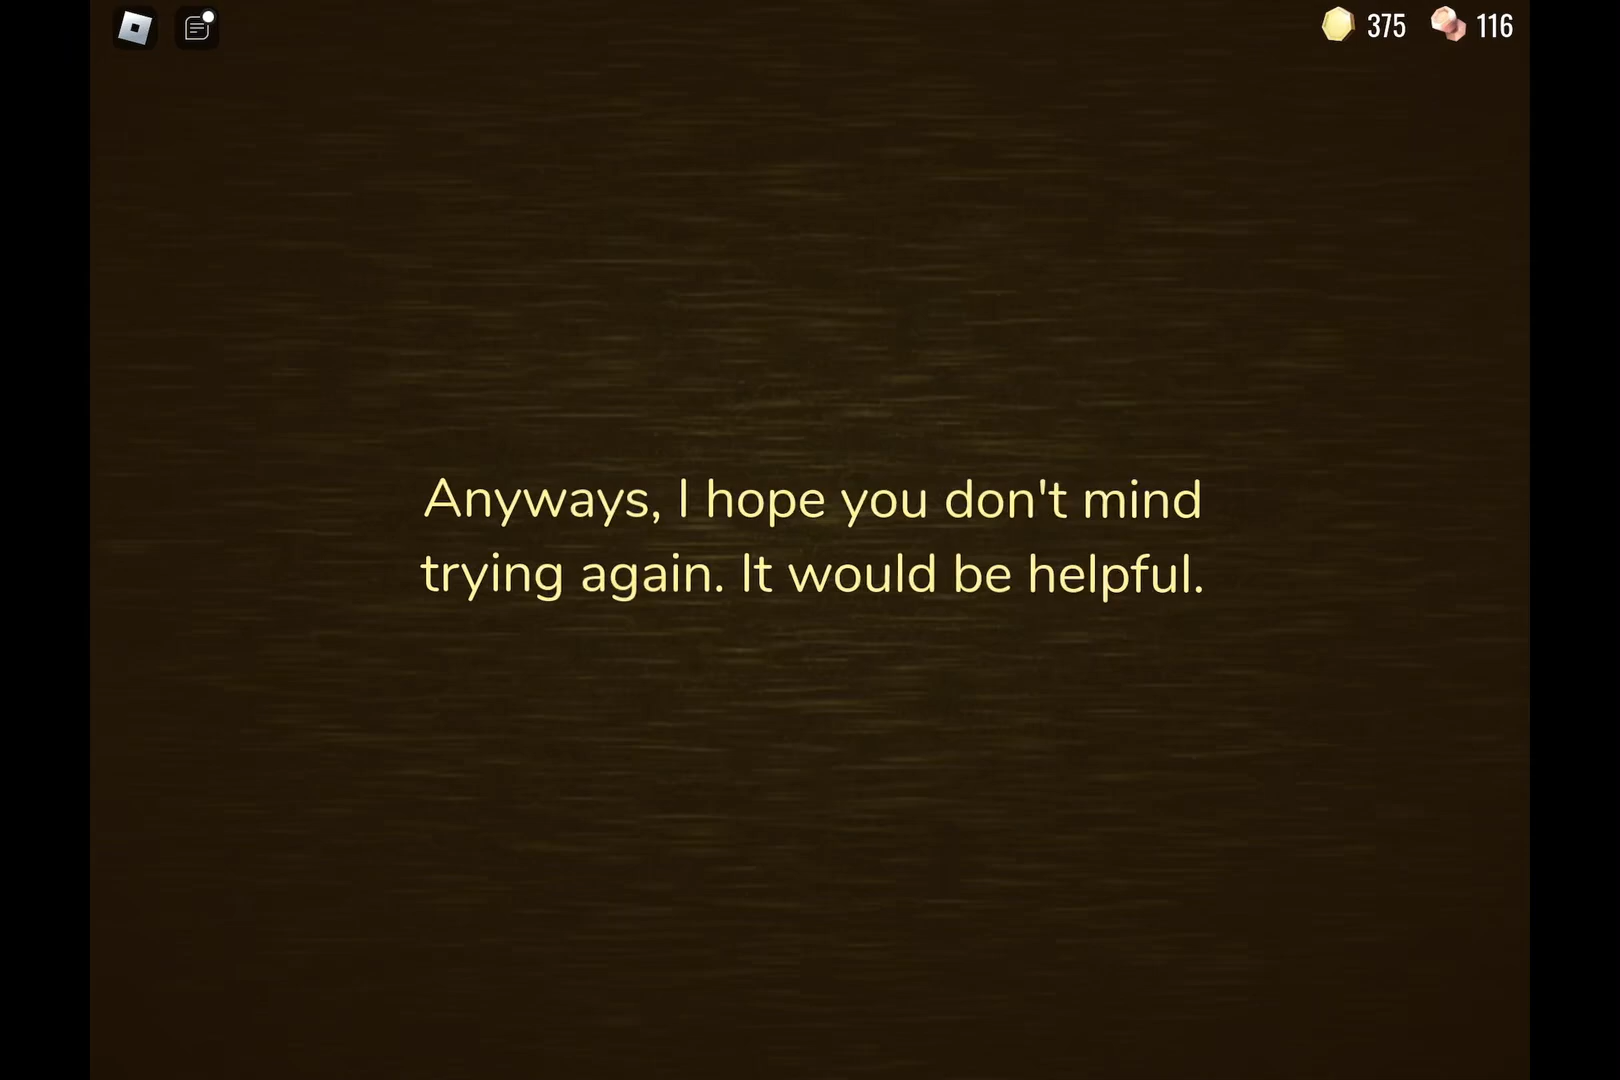 375 116
Anyways, I hope you don't mind
trying again. It would be helpful.